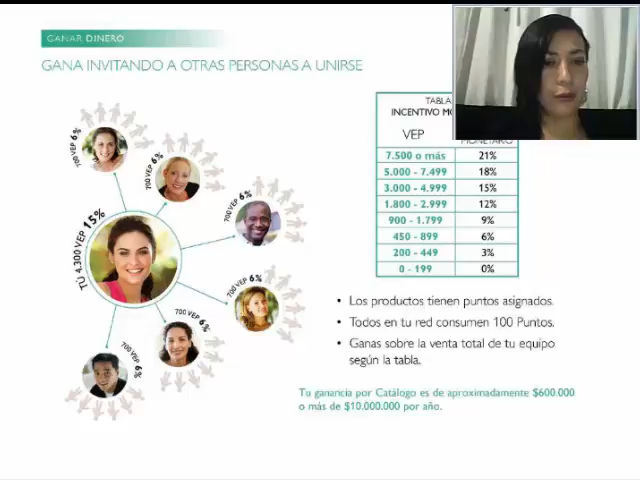 GANAR DINERO
GANA INVITANDO A OTRAS PERSONAS A UNIRSE
700 VEP 6%
700 VEP 6%
700 VEP 6%
TÚ 4.300 VEP 15%
700 VEP 6%
700 VEP 6%
700 VEP 6%
TABLA
INCENTIVO
VEP MONETARIO
7.500 o más 21%
5.000 - 7.499 18%
3.000 - 4.999 15%
1.800 - 2.999 12%
900 - 1.799 9%
450 - 899 6%
200 - 449 3%
0 - 199 0%
• Los productos tienen puntos asignados.
• Todos en tu red consumen 100 Puntos.
• Ganas sobre la venta total de tu equipo
según la tabla.
Tu ganancia por Catálogo es de aproximadamente $600.000
o más de $10.000.000 por año.